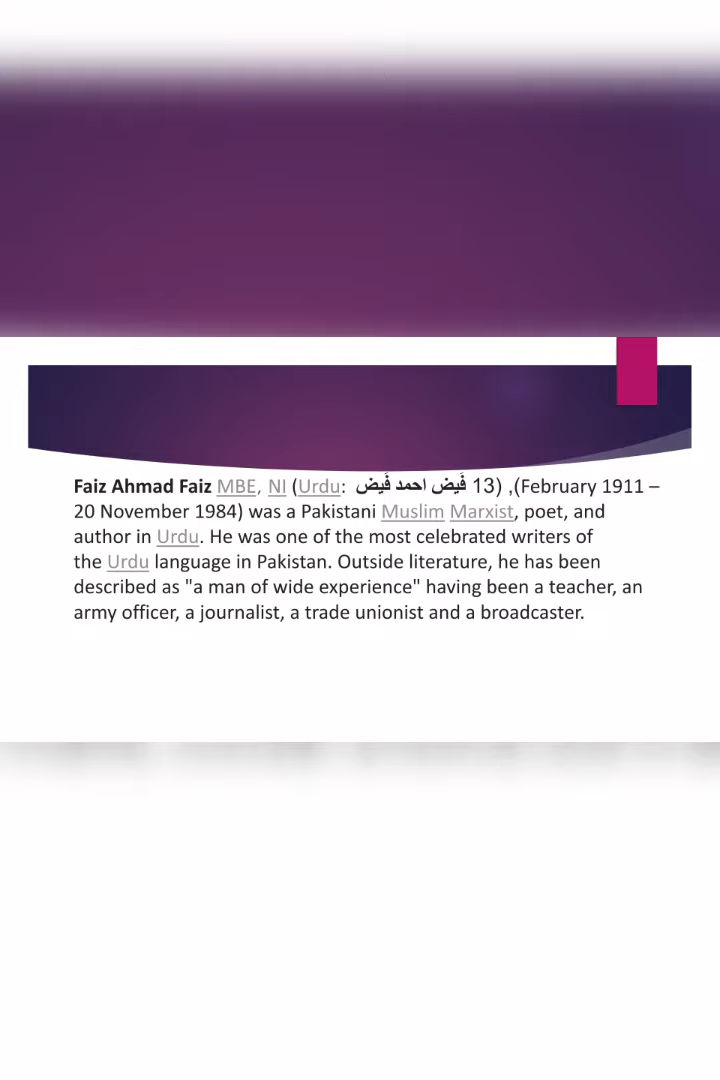 Faiz Ahmad Faiz MBE, NI (Urdu: فَیض احمد فَیض‎ 13) ,(February 1911 –
20 November 1984) was a Pakistani Muslim Marxist, poet, and
author in Urdu. He was one of the most celebrated writers of
the Urdu language in Pakistan. Outside literature, he has been
described as "a man of wide experience" having been a teacher, an
army officer, a journalist, a trade unionist and a broadcaster.